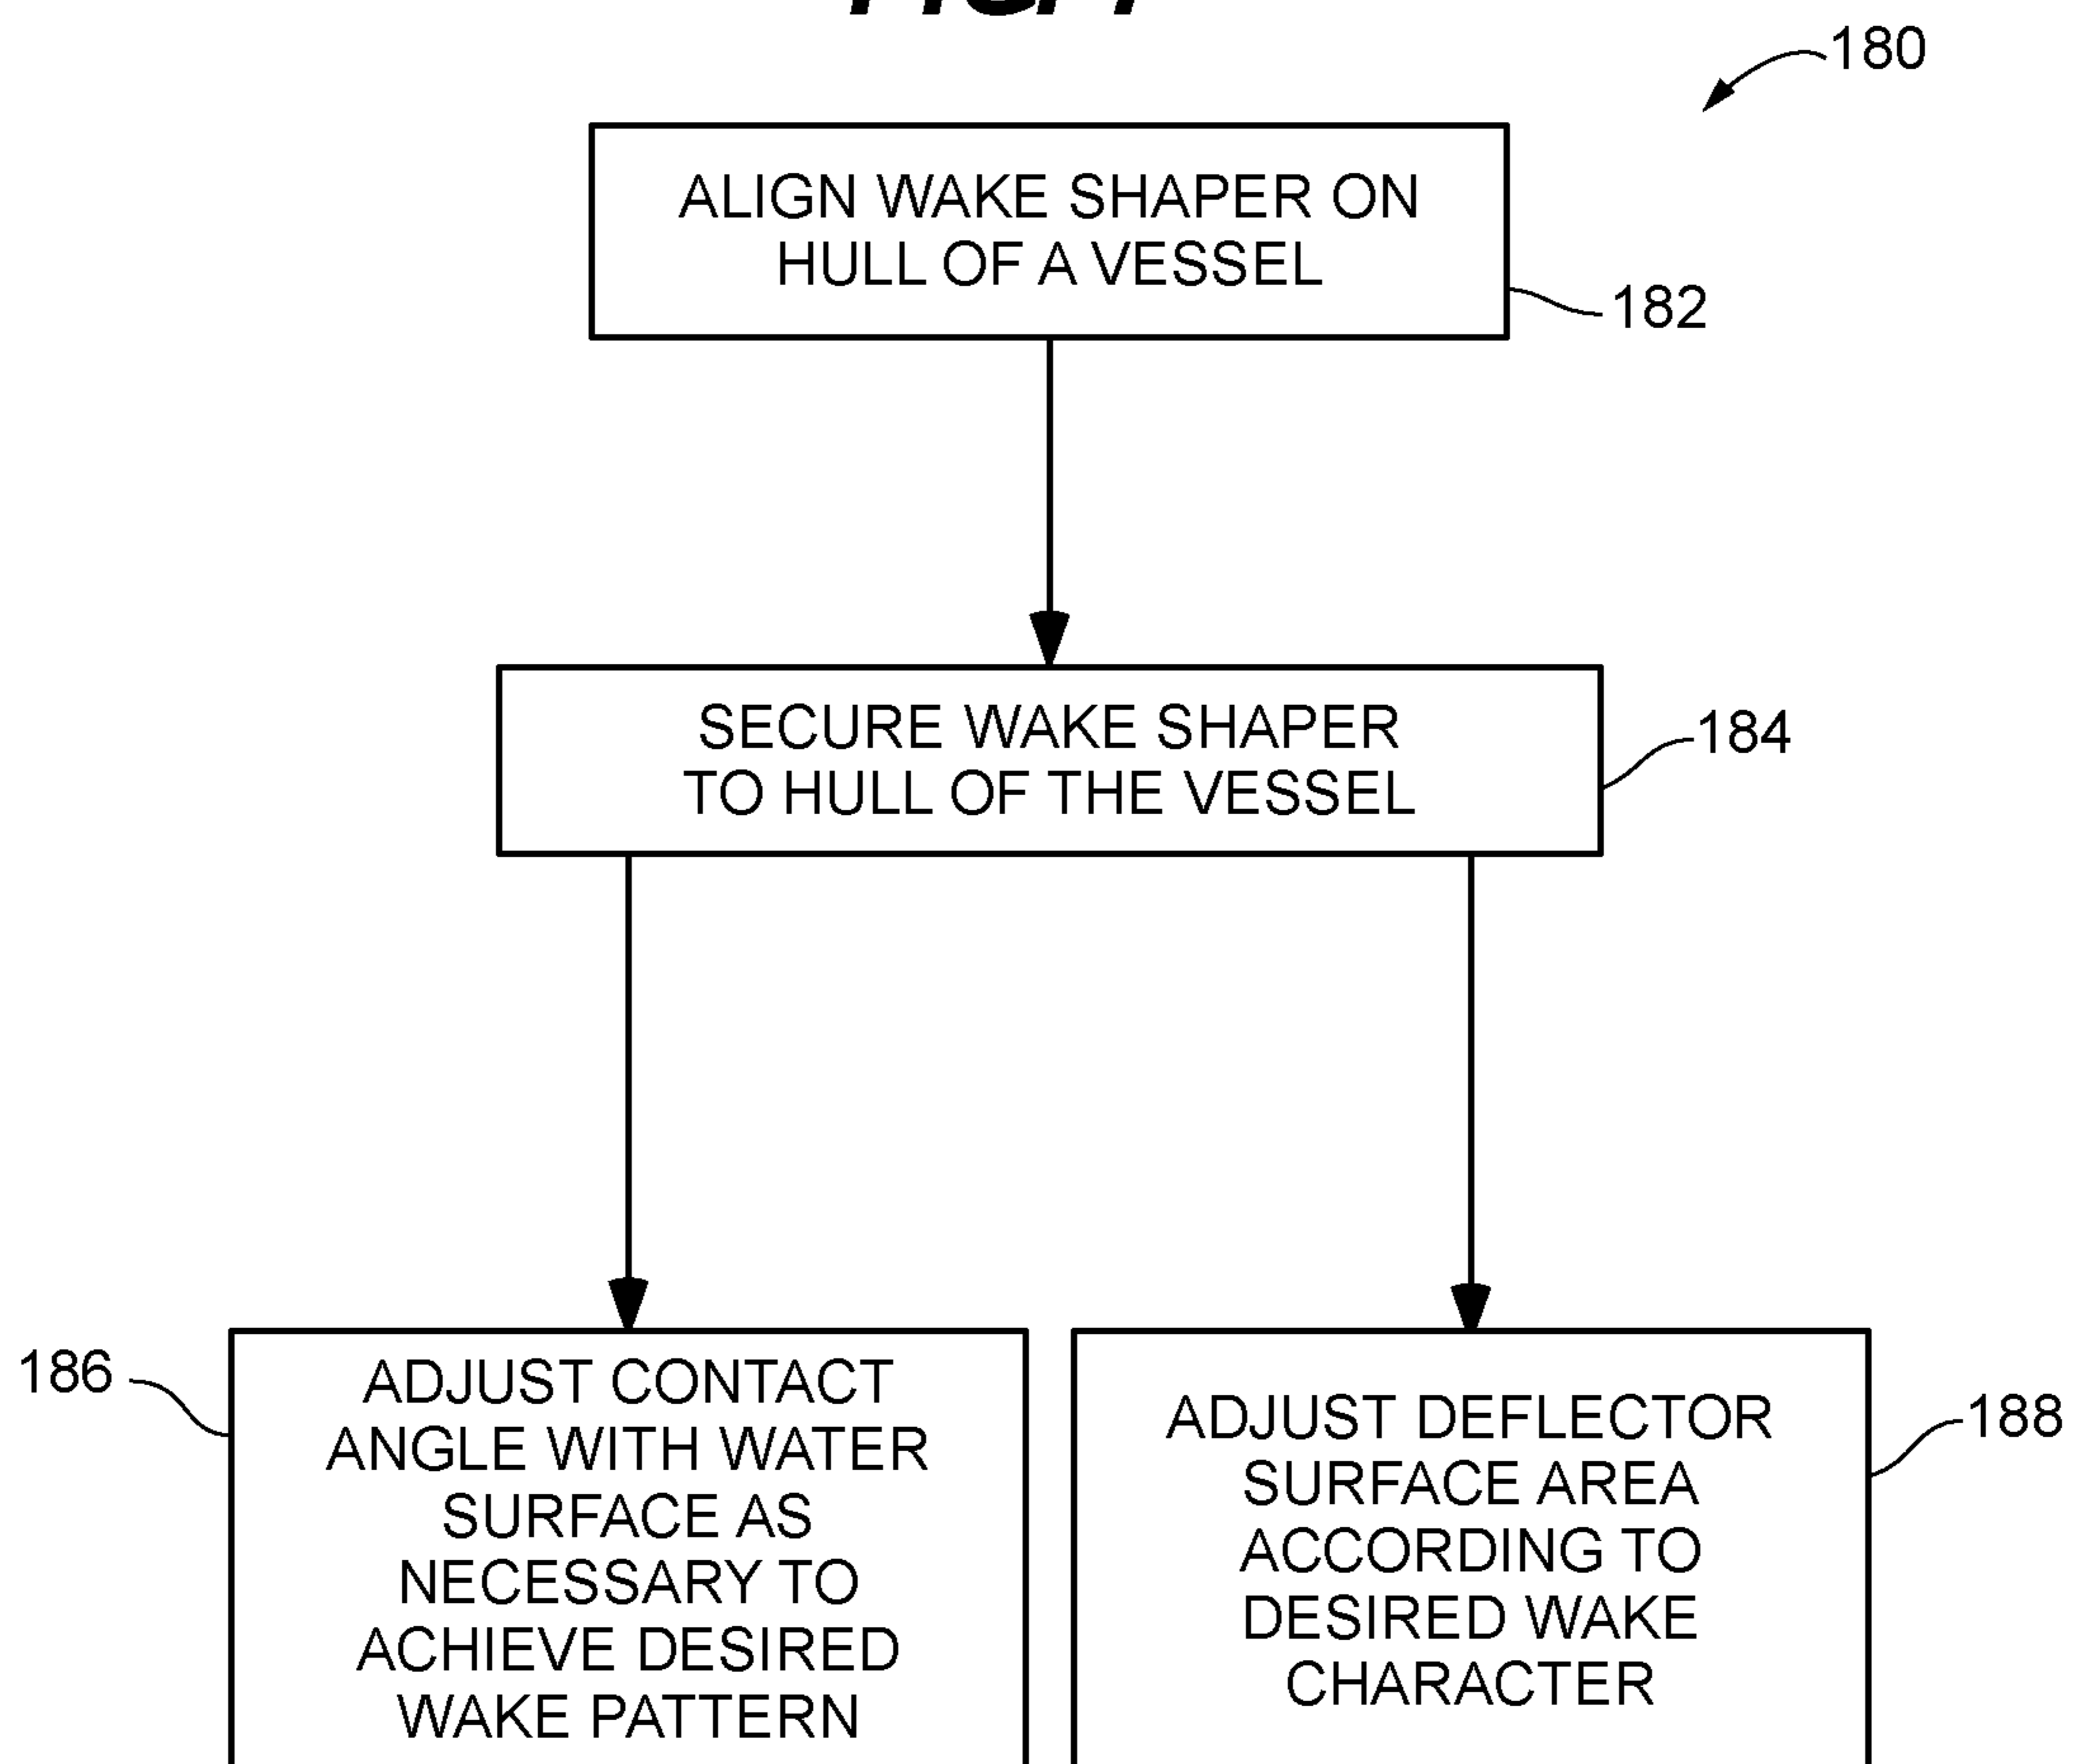 180
ALIGN WAKE SHAPER ON
HULL OF A VESSEL
182
SECURE WAKE SHAPER
TO HULL OF THE VESSEL
184
186
ADJUST CONTACT
ANGLE WITH WATER
SURFACE AS
NECESSARY TO
ACHIEVE DESIRED
WAKE PATTERN
ADJUST DEFLECTOR
SURFACE AREA
ACCORDING TO
DESIRED WAKE
CHARACTER
188